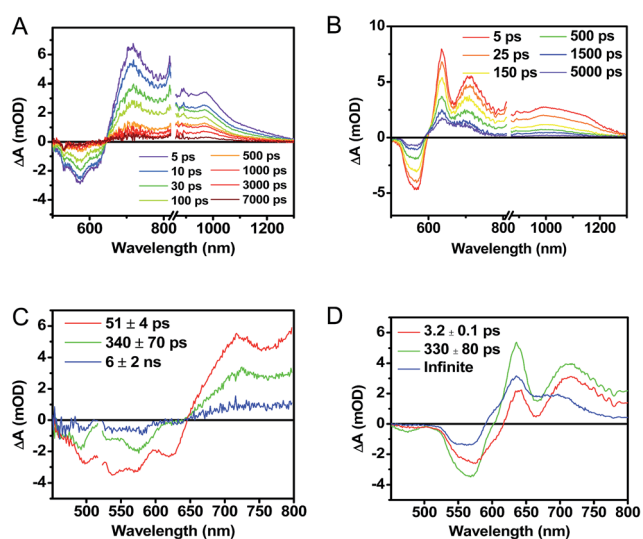 A
ΔA (mOD)
6
4
2
0
-2
-4
5 ps
10 ps
30 ps
100 ps
500 ps
1000 ps
3000 ps
7000 ps
600
800
1000
1200
Wavelength (nm)
B
ΔA (mOD)
10
5
0
-5
5 ps
25 ps
150 ps
500 ps
1500 ps
5000 ps
400
600
800
1000
1200
Wavelength (nm)
C
ΔA (mOD)
6
4
2
0
-2
-4
51 ± 4 ps
340 ± 70 ps
6 ± 2 ns
500
550
600
650
700
750
800
Wavelength (nm)
D
ΔA (mOD)
6
4
2
0
-2
-4
3.2 ± 0.1 ps
330 ± 80 ps
Infinite
500
550
600
650
700
750
800
Wavelength (nm)